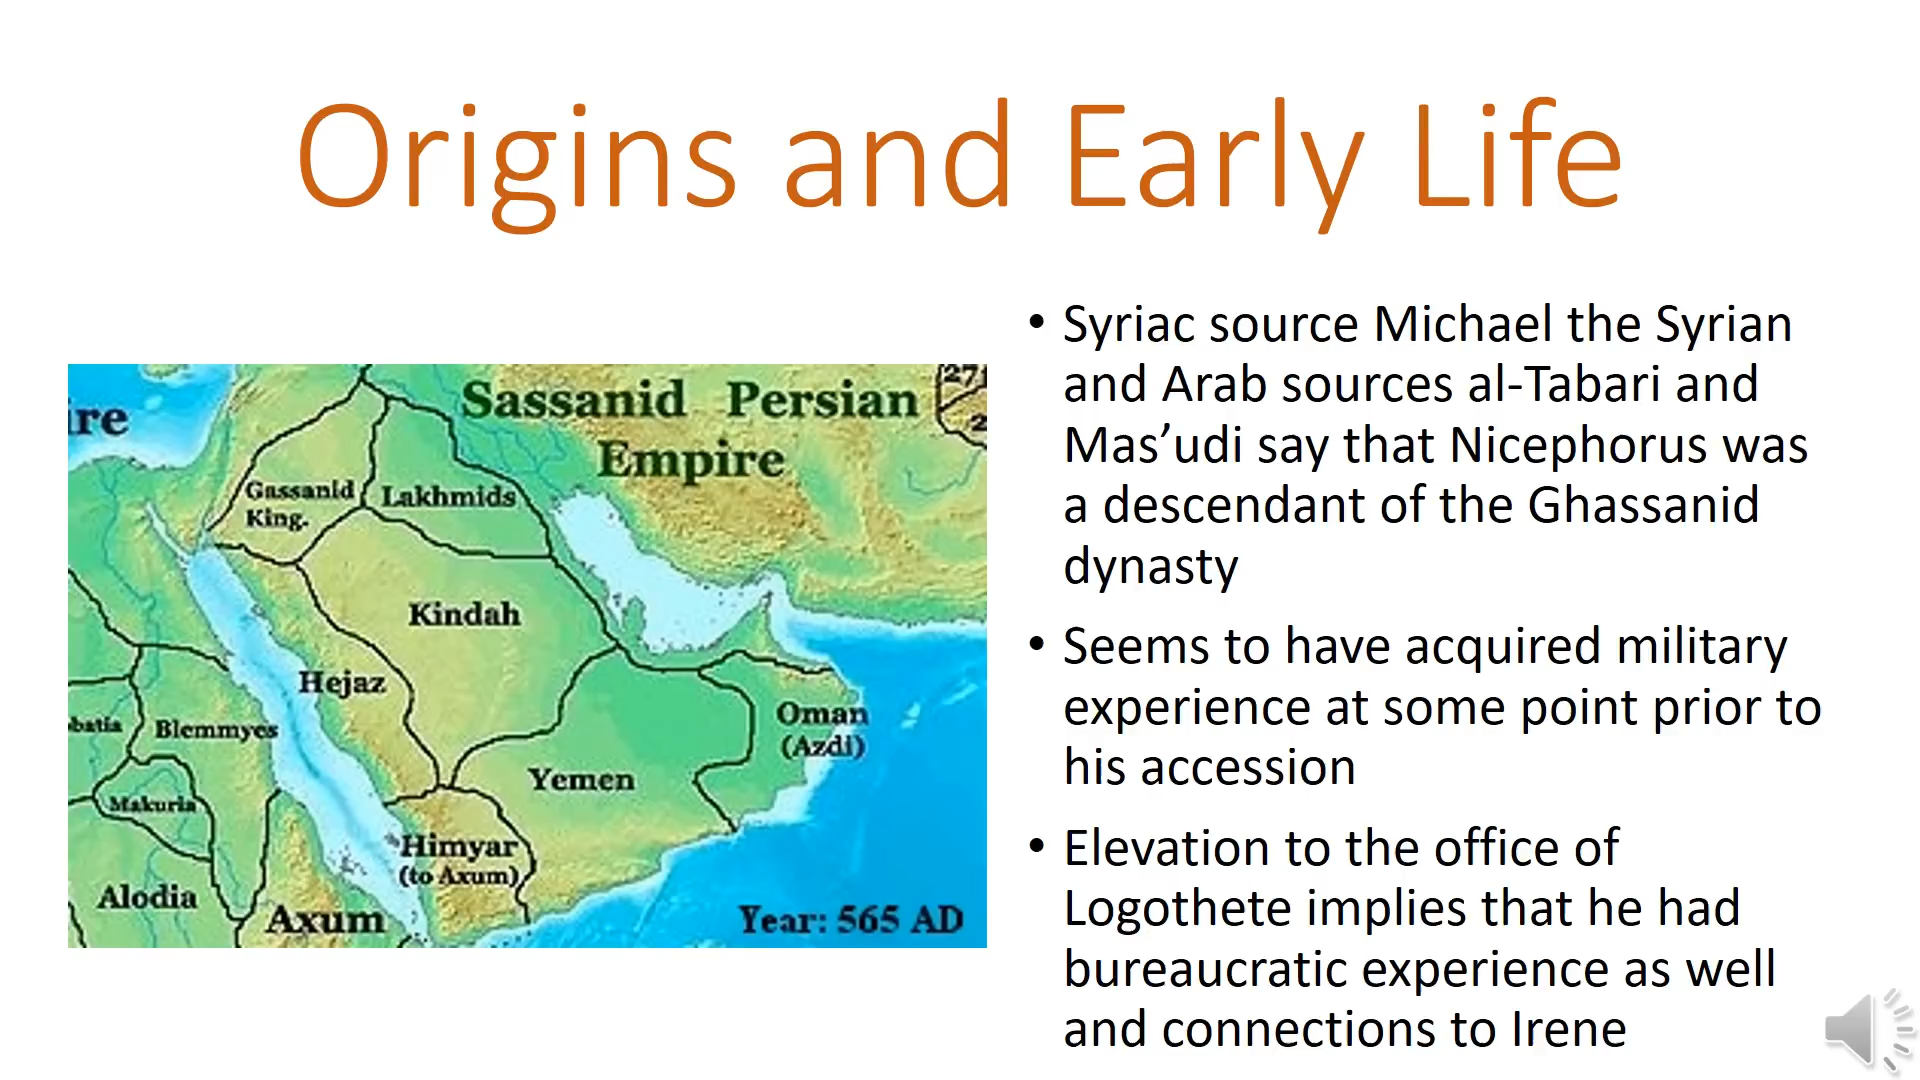 Origins and Early Life
ire
Sassanid Persian
Empire
27
2
Gassanid
King.
Lakhmids
Kindah
Hejaz
batia
Blemmyes
Oman
(Azdi)
Yemen
Makuria
Himyar
(to Axum)
Alodia
Axum
Year: 565 AD
• Syriac source Michael the Syrian
and Arab sources al-Tabari and
Mas’udi say that Nicephorus was
a descendant of the Ghassanid
dynasty
• Seems to have acquired military
experience at some point prior to
his accession
• Elevation to the office of
Logothete implies that he had
bureaucratic experience as well
and connections to Irene